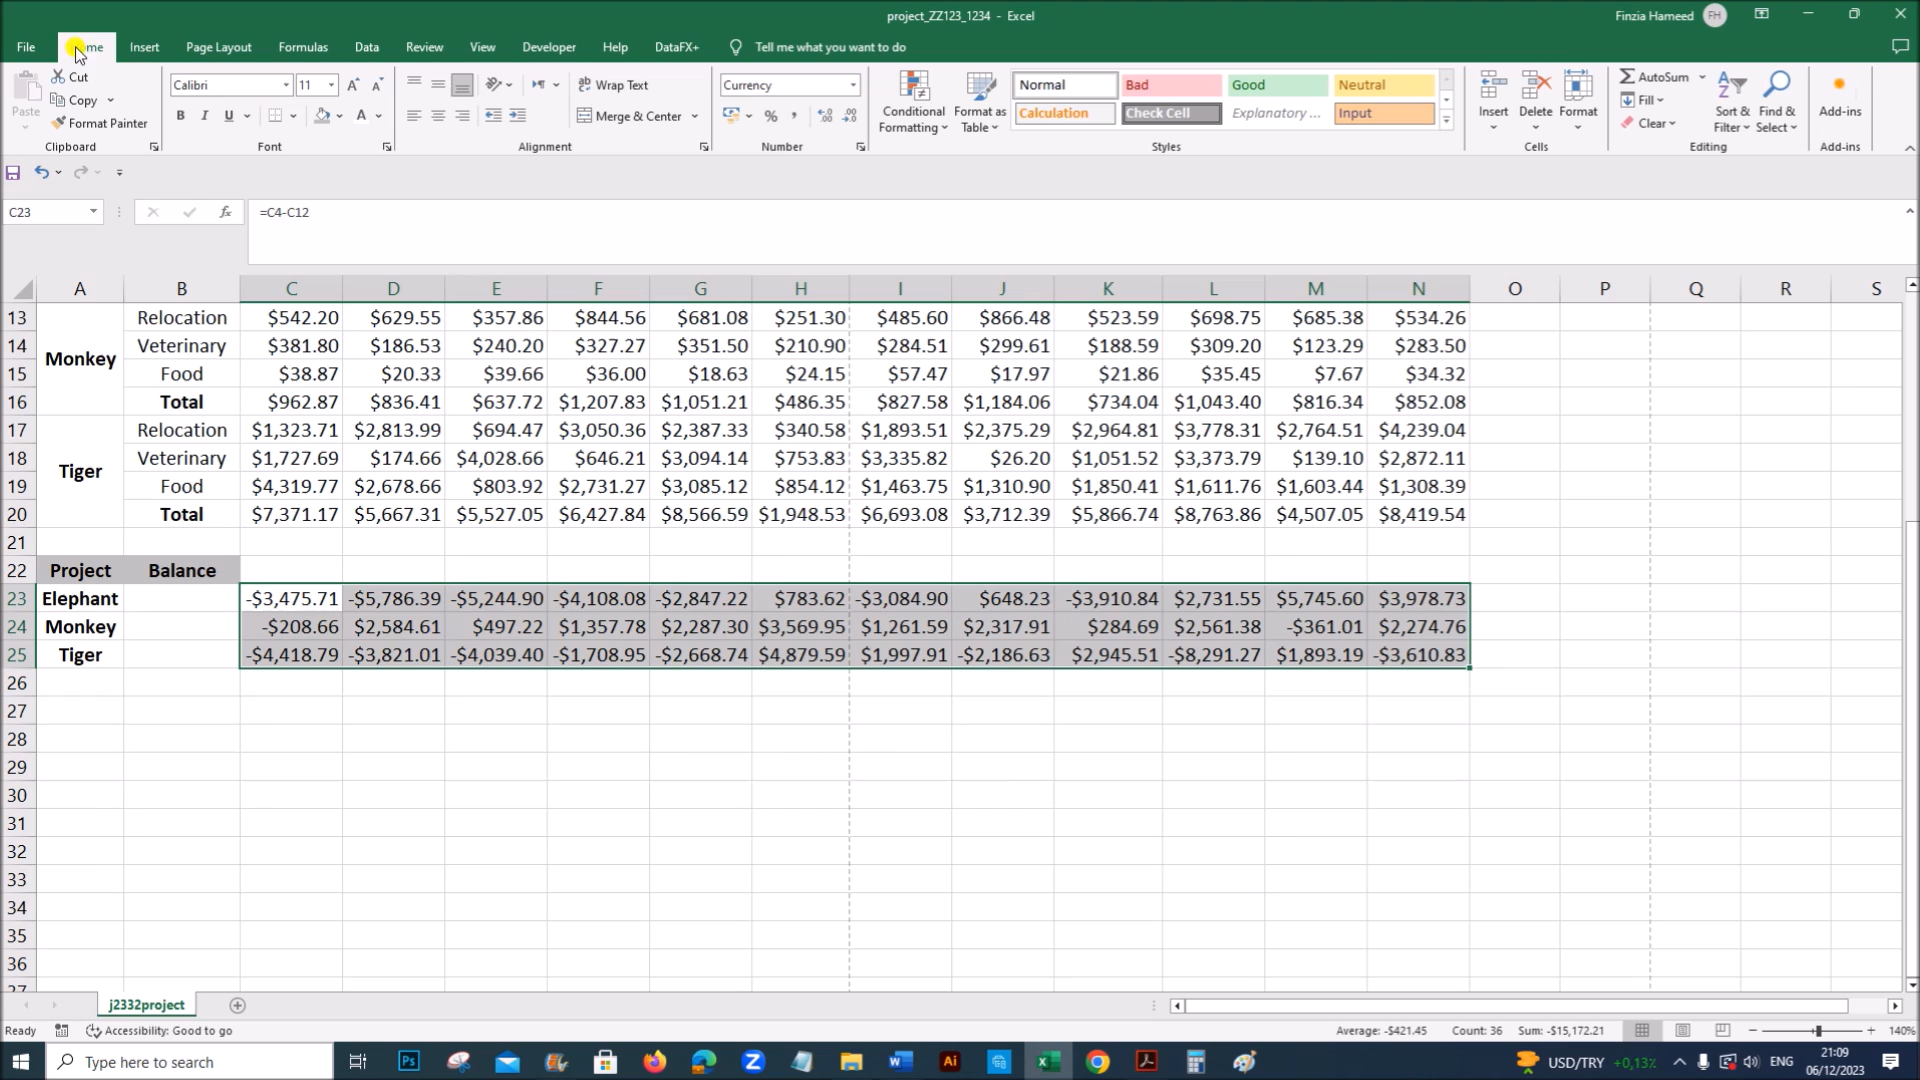 project_ZZ123_1234 - Excel
Finzia Hameed FH
File Home Insert Page Layout Formulas Data Review View Developer Help DataFX+ Tell me what you want to do
Paste Cut
Copy
Format Painter
Clipboard
Calibri 11
B I U
Font
Wrap Text
Merge & Center
Alignment
Currency
Number
Conditional Formatting
Format as Table
Normal Bad Good Neutral
Calculation Check Cell Explanatory ... Input
Styles
Insert Delete Format
Cells
AutoSum
Fill
Clear
Sort & Filter
Find & Select
Editing
Add-ins
Add-ins
C23 fx =C4-C12
A B C D E F G H I J K L M N O P Q R S
13 Relocation $542.20 $629.55 $357.86 $844.56 $681.08 $251.30 $485.60 $866.48 $523.59 $698.75 $685.38 $534.26
14 Monkey Veterinary $381.80 $186.53 $240.20 $327.27 $351.50 $210.90 $284.51 $299.61 $188.59 $309.20 $123.29 $283.50
15 Food $38.87 $20.33 $39.66 $36.00 $18.63 $24.15 $57.47 $17.97 $21.86 $35.45 $7.67 $34.32
16 Total $962.87 $836.41 $637.72 $1,207.83 $1,051.21 $486.35 $827.58 $1,184.06 $734.04 $1,043.40 $816.34 $852.08
17 Relocation $1,323.71 $2,813.99 $694.47 $3,050.36 $2,387.33 $340.58 $1,893.51 $2,375.29 $2,964.81 $3,778.31 $2,764.51 $4,239.04
18 Tiger Veterinary $1,727.69 $174.66 $4,028.66 $646.21 $3,094.14 $753.83 $3,335.82 $26.20 $1,051.52 $3,373.79 $139.10 $2,872.11
19 Food $4,319.77 $2,678.66 $803.92 $2,731.27 $3,085.12 $854.12 $1,463.75 $1,310.90 $1,850.41 $1,611.76 $1,603.44 $1,308.39
20 Total $7,371.17 $5,667.31 $5,527.05 $6,427.84 $8,566.59 $1,948.53 $6,693.08 $3,712.39 $5,866.74 $8,763.86 $4,507.05 $8,419.54
21
22 Project Balance
23 Elephant -$3,475.71 -$5,786.39 -$5,244.90 -$4,108.08 -$2,847.22 $783.62 -$3,084.90 $648.23 -$3,910.84 $2,731.55 $5,745.60 $3,978.73
24 Monkey -$208.66 $2,584.61 $497.22 $1,357.78 $2,287.30 $3,569.95 $1,261.59 $2,317.91 $284.69 $2,561.38 -$361.01 $2,274.76
25 Tiger -$4,418.79 -$3,821.01 -$4,039.40 -$1,708.95 -$2,668.74 $4,879.59 $1,997.91 -$2,186.63 $2,945.51 -$8,291.27 $1,893.19 -$3,610.83
26
27
28
29
30
31
32
33
34
35
36
37
j2332project
Ready Accessibility: Good to go Average: -$421.45 Count: 36 Sum: -$15,172.21 140%
Type here to search USD/TRY +0,13% ENG 21:09
06/12/2023